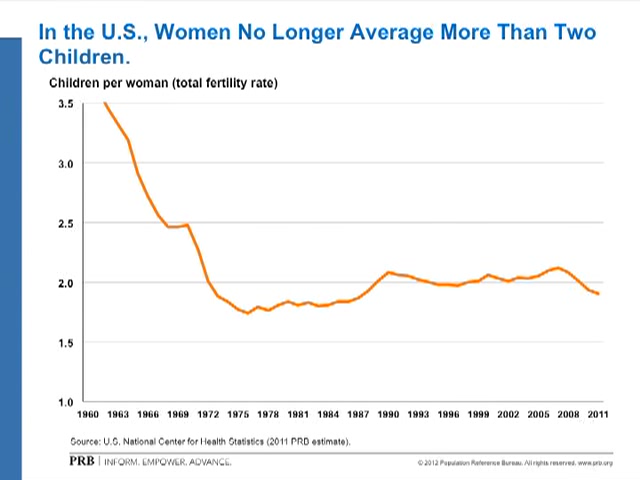 In the U.S., Women No Longer Average More Than Two
Children.
Children per woman (total fertility rate)
3.5
3.0
2.5
2.0
1.5
1.0
1960 1963 1966 1969 1972 1975 1978 1981 1984 1987 1990 1993 1996 1999 2002 2005 2008 2011
Source: U.S. National Center for Health Statistics (2011 PRB estimate).
PRB | INFORM. EMPOWER. ADVANCE.
© 2012 Population Reference Bureau. All rights reserved. www.prb.org